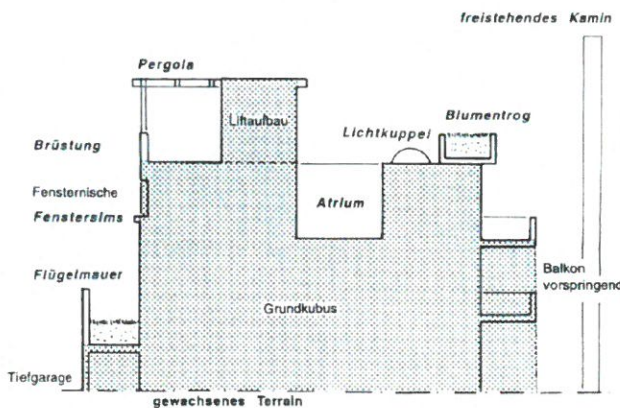 freistehendes Kamin
Pergola
Liftaufbau
Blumentrog
Lichtkuppel
Brüstung
Fensternische
Atrium
Fenstersims
Flügelmauer
Balkon
vorspringend
Grundkubus
Tiefgarage
gewachsenes Terrain